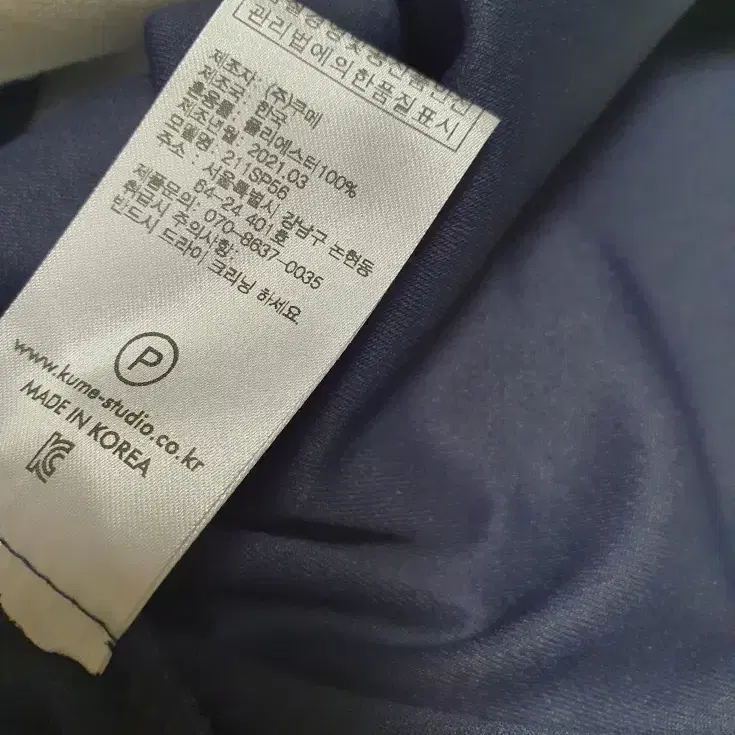 관리법에의한품질표시
제조자: (주)쿠메
제조국: 한국
혼용률: 폴리에스터100%
제조년월: 2021.03
모델명: 211SP56
주소 : 서울특별시 강남구 논현동
64-24 401호
제품문의: 070-8637-0035
취급시 주의사항:
반드시 드라이 크리닝 하세요.
P
www.kume-studio.co.kr
MADE IN KOREA